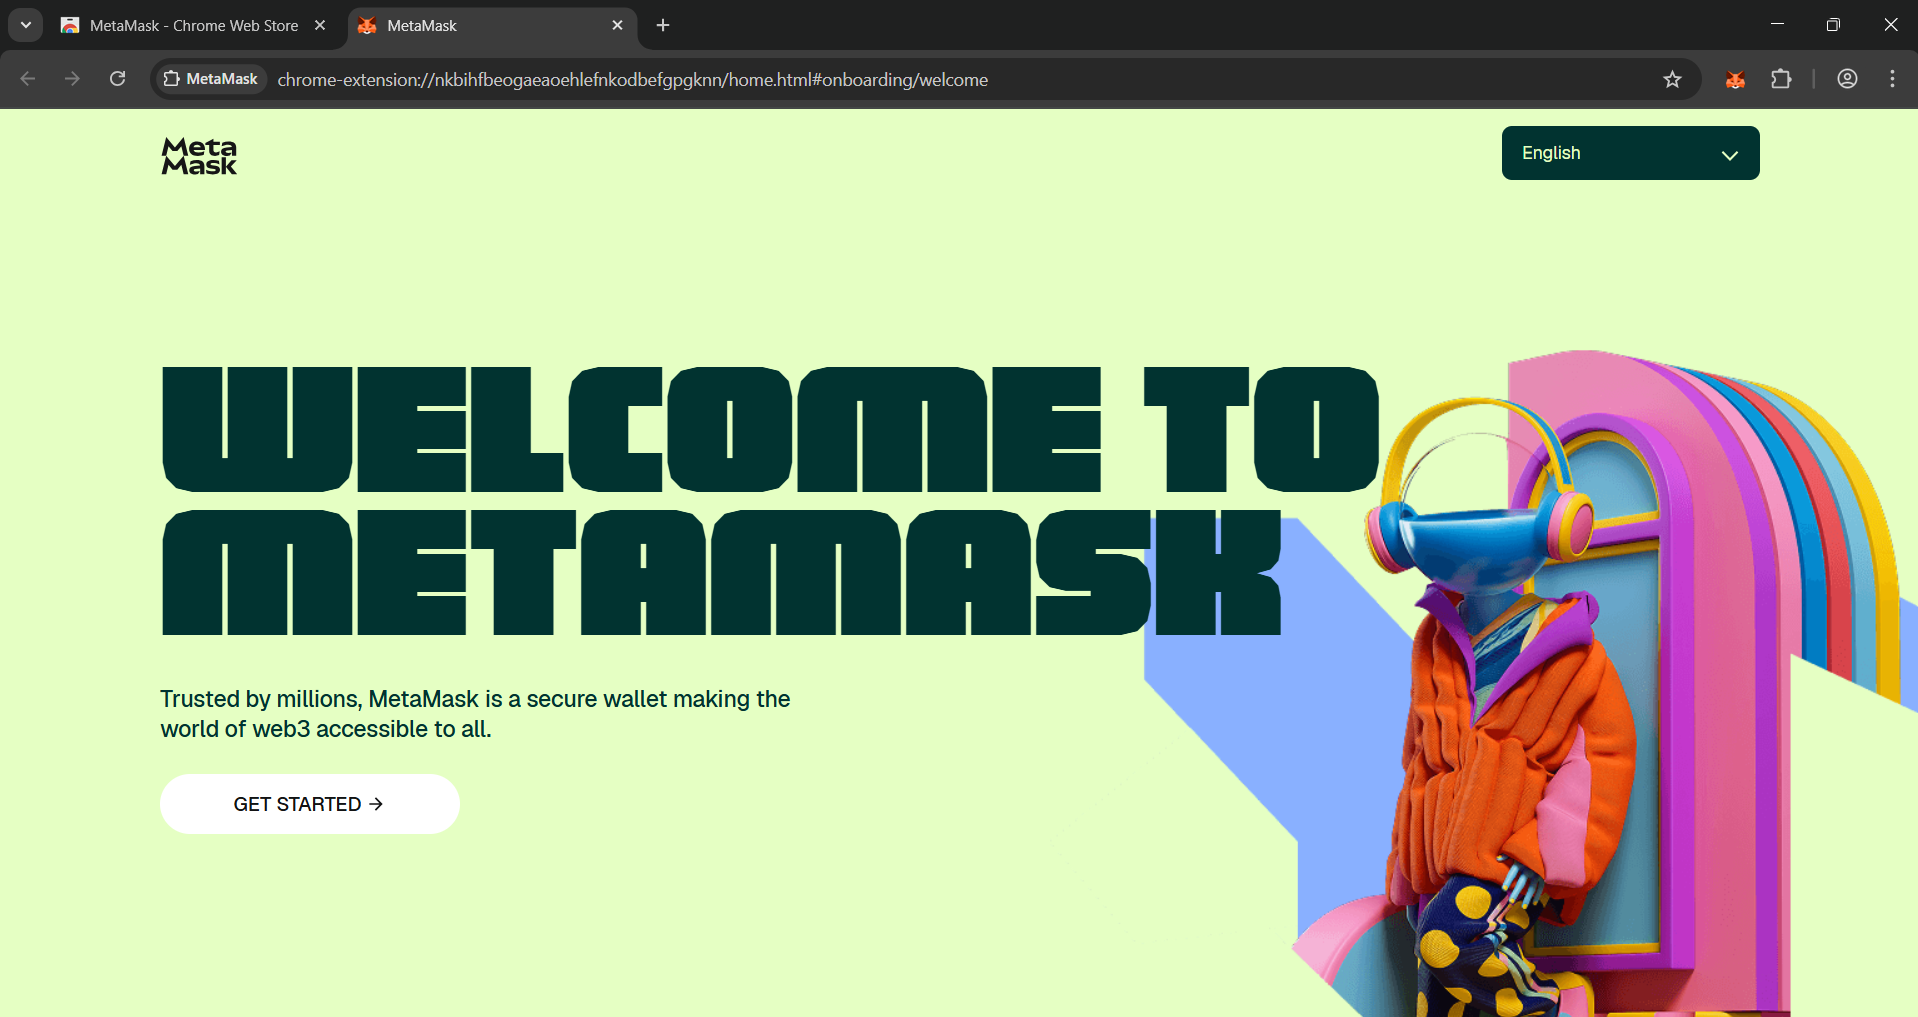 MetaMask - Chrome Web Store
MetaMask
MetaMask
chrome-extension://nkbihfbeogaeaoehlefnkodbefgpgknn/home.html#onboarding/welcome
Meta
Mask
English
WELCOME TO
METAMASK
Trusted by millions, MetaMask is a secure wallet making the
world of web3 accessible to all.
GET STARTED →